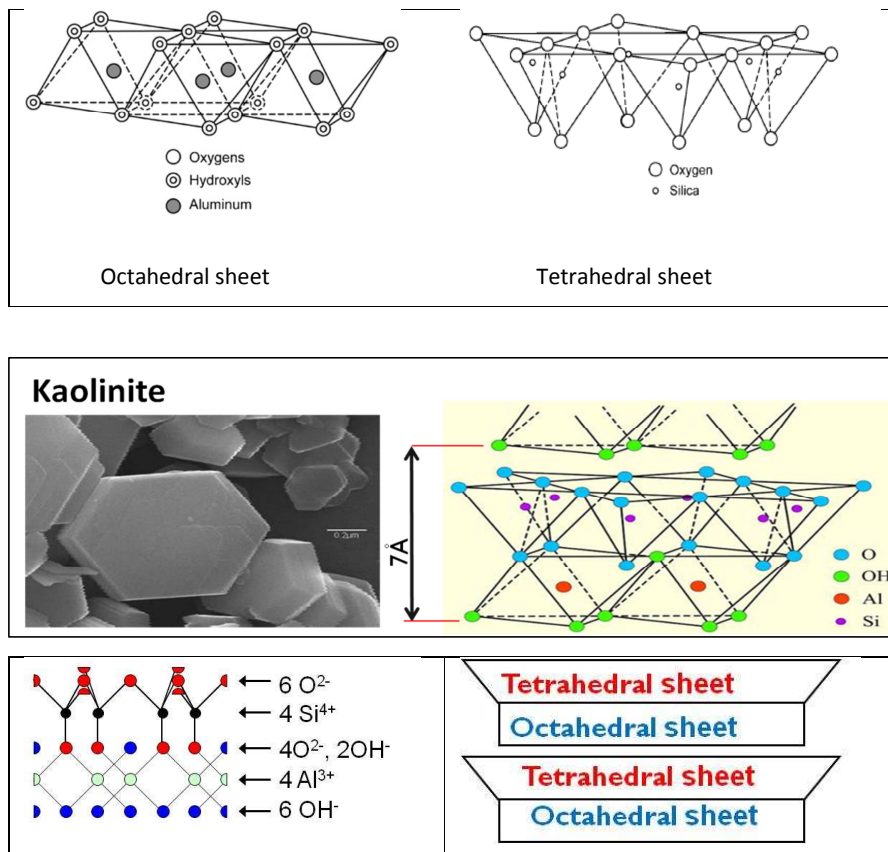 Oxygens
Hydroxyls
Aluminum
Octahedral sheet
Oxygen
Silica
Tetrahedral sheet
Kaolinite
0.2µm
7Å
O
OH
Al
Si
6 O²⁻
4 Si⁴⁺
4O²⁻, 2OH⁻
4 Al³⁺
6 OH⁻
Tetrahedral sheet
Octahedral sheet
Tetrahedral sheet
Octahedral sheet